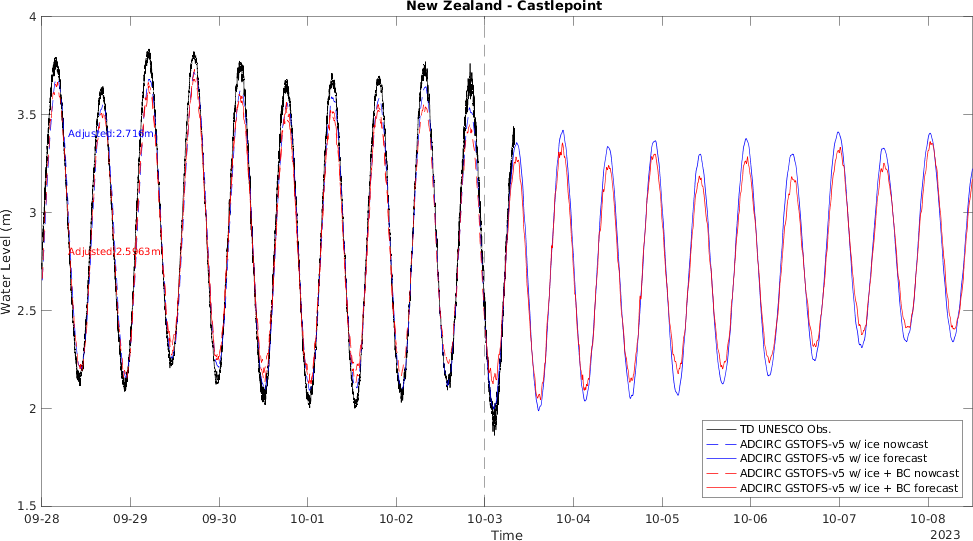 New Zealand - Castlepoint
Water Level (m)
4
3.5
3
2.5
2
1.5
Adjusted:2.716m
Adjusted:2.5963m
TD UNESCO Obs.
ADCIRC GSTOFS-v5 w/ ice nowcast
ADCIRC GSTOFS-v5 w/ ice forecast
ADCIRC GSTOFS-v5 w/ ice + BC nowcast
ADCIRC GSTOFS-v5 w/ ice + BC forecast
09-28 09-29 09-30 10-01 10-02 10-03 10-04 10-05 10-06 10-07 10-08
2023
Time